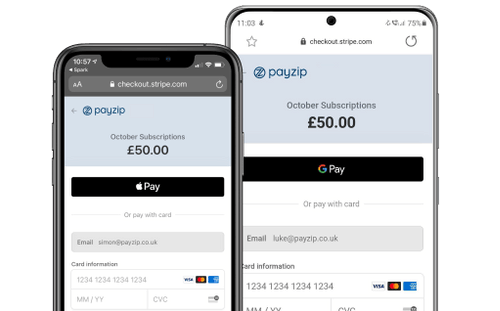 10:57
Spark
AA
checkout.stripe.com
payzip
October Subscriptions
£50.00
Pay
Or pay with card
Email simon@payzip.co.uk
Card information
1234 1234 1234 1234
VISA
MM / YY
CVC
11:03
75%
checkout.stripe.com
payzip
October Subscriptions
£50.00
G Pay
Or pay with card
Email luke@payzip.co.uk
Card information
1234 1234 1234 1234
VISA
MM / YY
CVC